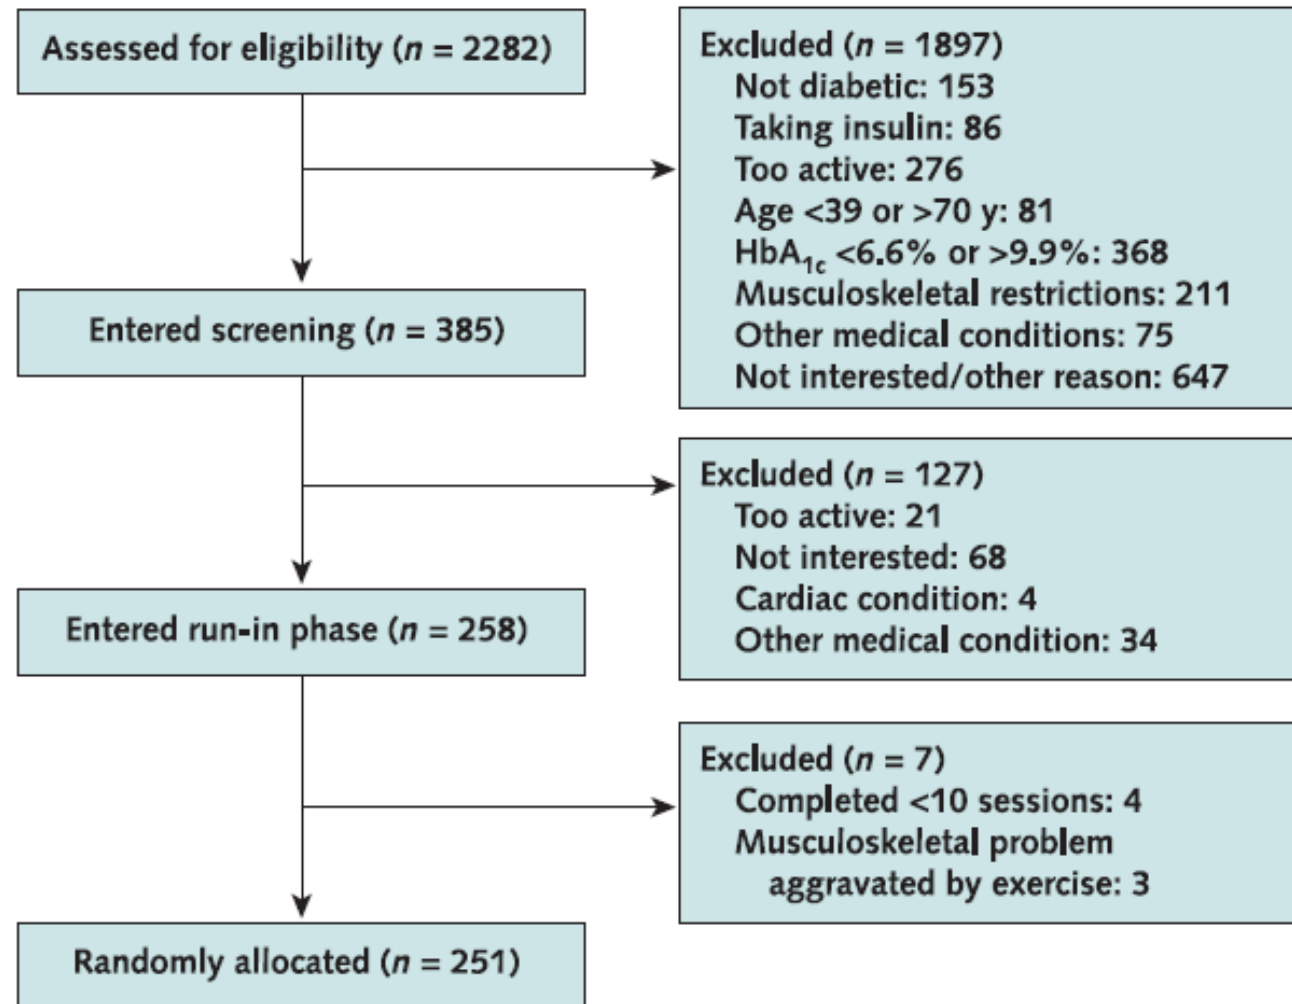 Assessed for eligibility (n = 2282)
Excluded (n = 1897)
Not diabetic: 153
Taking insulin: 86
Too active: 276
Age <39 or >70 y: 81
HbA1c <6.6% or >9.9%: 368
Musculoskeletal restrictions: 211
Other medical conditions: 75
Not interested/other reason: 647
Entered screening (n = 385)
Excluded (n = 127)
Too active: 21
Not interested: 68
Cardiac condition: 4
Other medical condition: 34
Entered run-in phase (n = 258)
Excluded (n = 7)
Completed <10 sessions: 4
Musculoskeletal problem
aggravated by exercise: 3
Randomly allocated (n = 251)